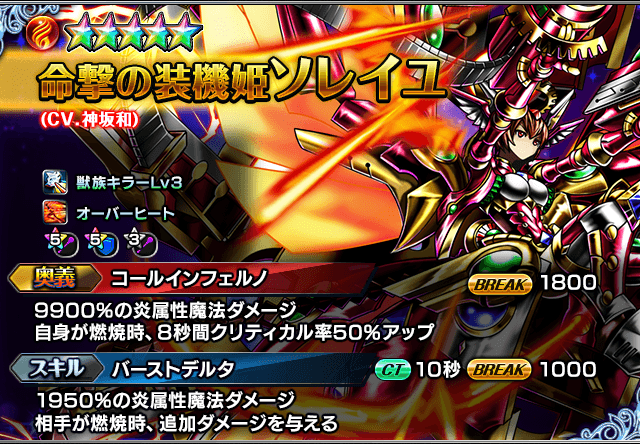 命撃の装機姫ソレイユ
(CV.神坂和)
獣族キラーLv3
オーバーヒート
5 5 3
奥義 コールインフェルノ BREAK 1800
9900%の炎属性魔法ダメージ
自身が燃焼時、8秒間クリティカル率50%アップ
スキル バーストデルタ CT 10秒 BREAK 1000
1950%の炎属性魔法ダメージ
相手が燃焼時、追加ダメージを与える